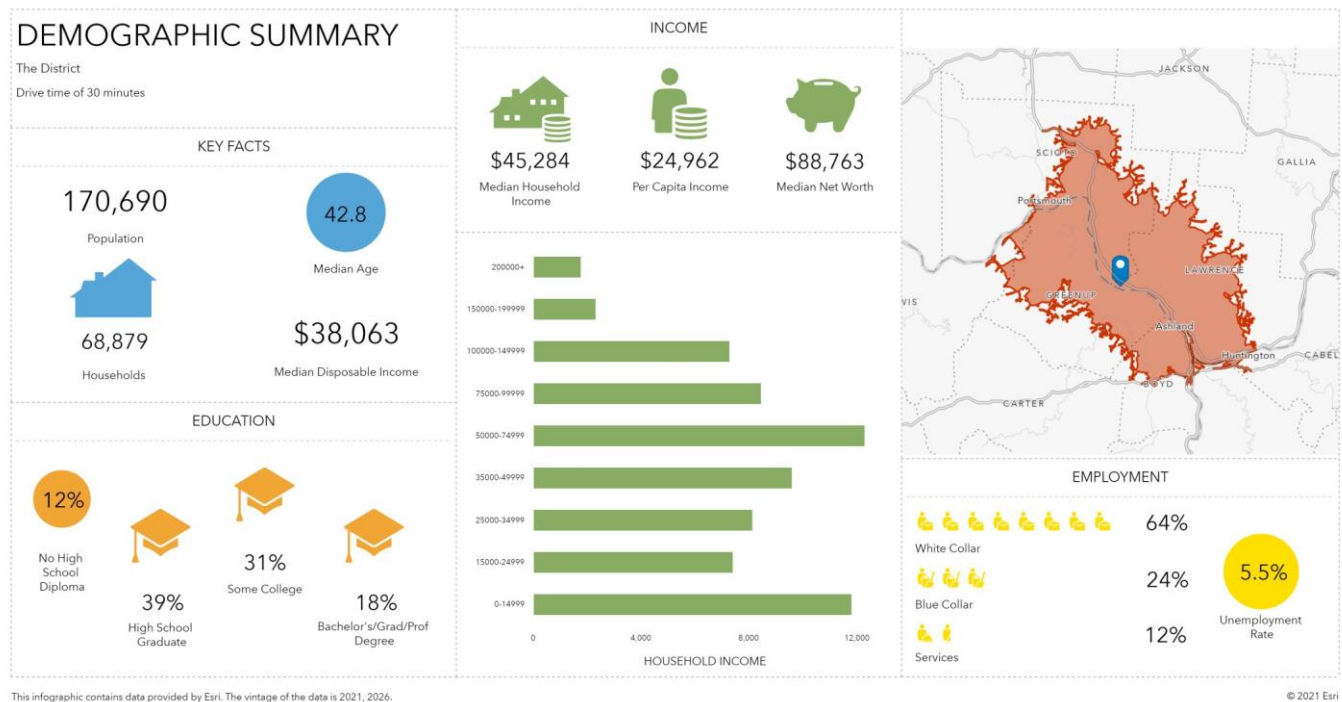 DEMOGRAPHIC SUMMARY
The District
Drive time of 30 minutes
KEY FACTS
170,690
Population
42.8
Median Age
68,879
Households
$38,063
Median Disposable Income
EDUCATION
12%
No High
School
Diploma
39%
High School
Graduate
31%
Some College
18%
Bachelor's/Grad/Prof
Degree
INCOME
$45,284
Median Household
Income
$24,962
Per Capita Income
$88,763
Median Net Worth
200000+
150000-199999
100000-149999
75000-99999
50000-74999
35000-49999
25000-34999
15000-24999
0-14999
0
4,000
8,000
12,000
HOUSEHOLD INCOME
JACKSON
SCIOTO
GALLIA
Portsmouth
LAWRENCE
GREENUP
WIS
Ashland
Huntington
CABEL
BOYD
CARTER
EMPLOYMENT
64%
White Collar
24%
Blue Collar
12%
Services
5.5%
Unemployment
Rate
This infographic contains data provided by Esri. The vintage of the data is 2021, 2026.
© 2021 Esri